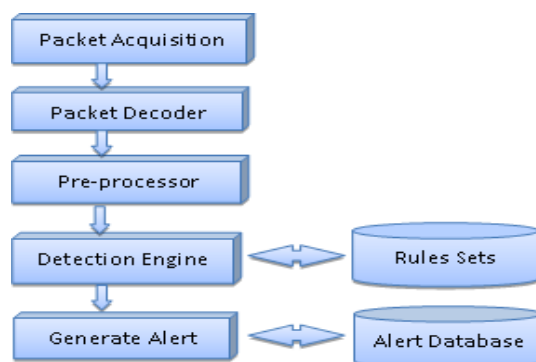 Packet Acquisition
Packet Decoder
Pre-processor
Detection Engine
Rules Sets
Generate Alert
Alert Database